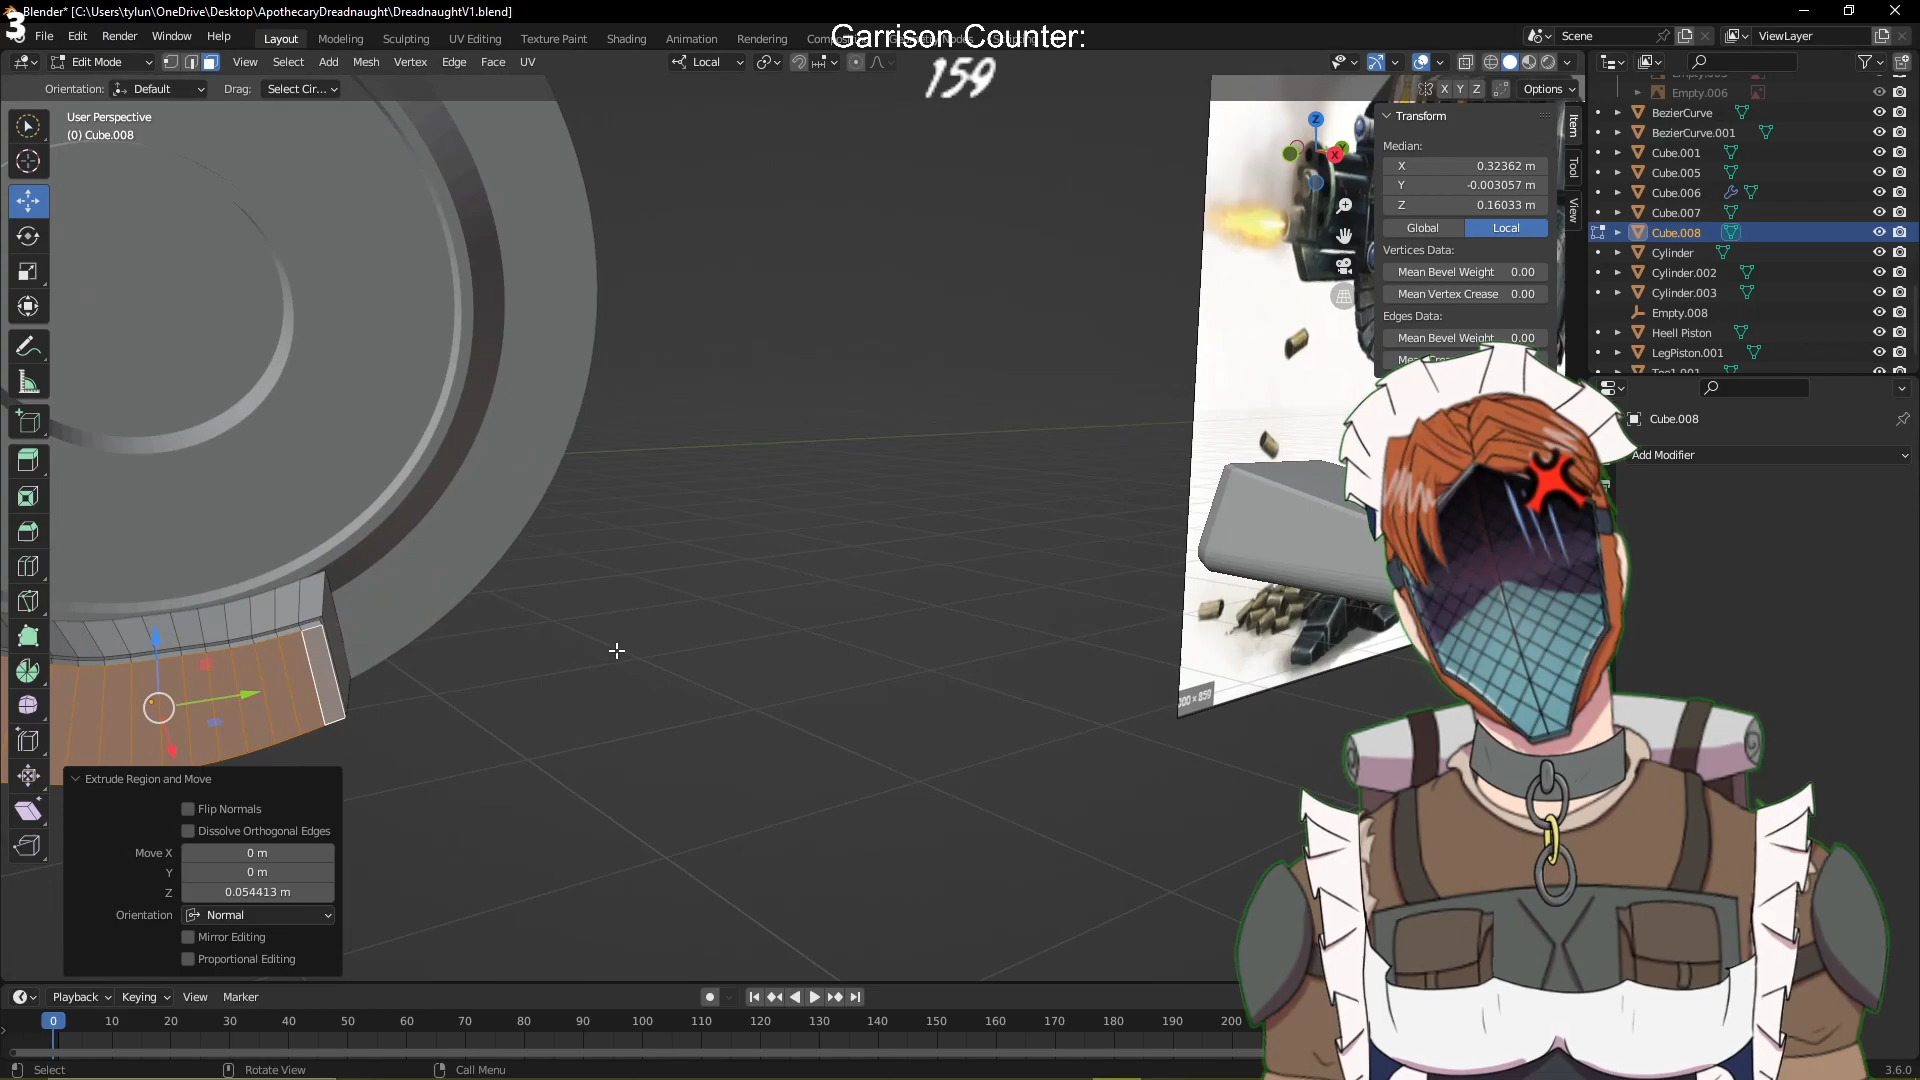 3
Blender* [C:\Users\tylun\OneDrive\Desktop\ApothecaryDreadnaught\DreadnaughtV1.blend]
File Edit Render Window Help Layout Modeling Sculpting UV Editing Texture Paint Shading Animation Rendering Scene ViewLayer
Garrison Counter:
159
Edit Mode View Select Add Mesh Vertex Edge Face UV Local
Orientation: Default Drag: Select Cir... X Y Z Options
User Perspective
(0) Cube.008
Transform
Median:
X 0.32362 m
Y -0.003057 m
Z 0.16033 m
Global Local
Vertices Data:
Mean Bevel Weight 0.00
Mean Vertex Crease 0.00
Edges Data:
Mean Bevel Weight 0.00
Item
Tool
View
Z
X
Empty.006
BezierCurve
BezierCurve.001
Cube.001
Cube.005
Cube.006
Cube.007
Cube.008
Cylinder
Cylinder.002
Cylinder.003
Empty.008
Heell Piston
LegPiston.001
Cube.008
Add Modifier
Extrude Region and Move
Flip Normals
Dissolve Orthogonal Edges
Move X 0 m
Y 0 m
Z 0.054413 m
Orientation Normal
Mirror Editing
Proportional Editing
Playback Keying View Marker
0 10 20 30 40 50 60 70 80 90 100 110 120 130 140 150 160 170 180 190 200
Select Rotate View Call Menu 3.6.0